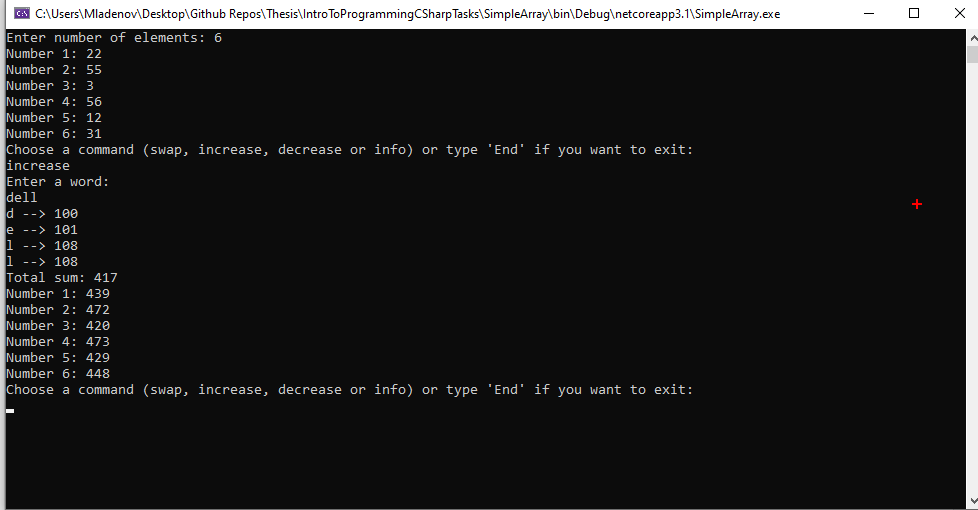 C:\Users\Mladenov\Desktop\Github Repos\Thesis\IntroToProgrammingCSharpTasks\SimpleArray\bin\Debug\netcoreapp3.1\SimpleArray.exe
Enter number of elements: 6
Number 1: 22
Number 2: 55
Number 3: 3
Number 4: 56
Number 5: 12
Number 6: 31
Choose a command (swap, increase, decrease or info) or type 'End' if you want to exit:
increase
Enter a word:
dell
d --> 100
e --> 101
l --> 108
l --> 108
Total sum: 417
Number 1: 439
Number 2: 472
Number 3: 420
Number 4: 473
Number 5: 429
Number 6: 448
Choose a command (swap, increase, decrease or info) or type 'End' if you want to exit: